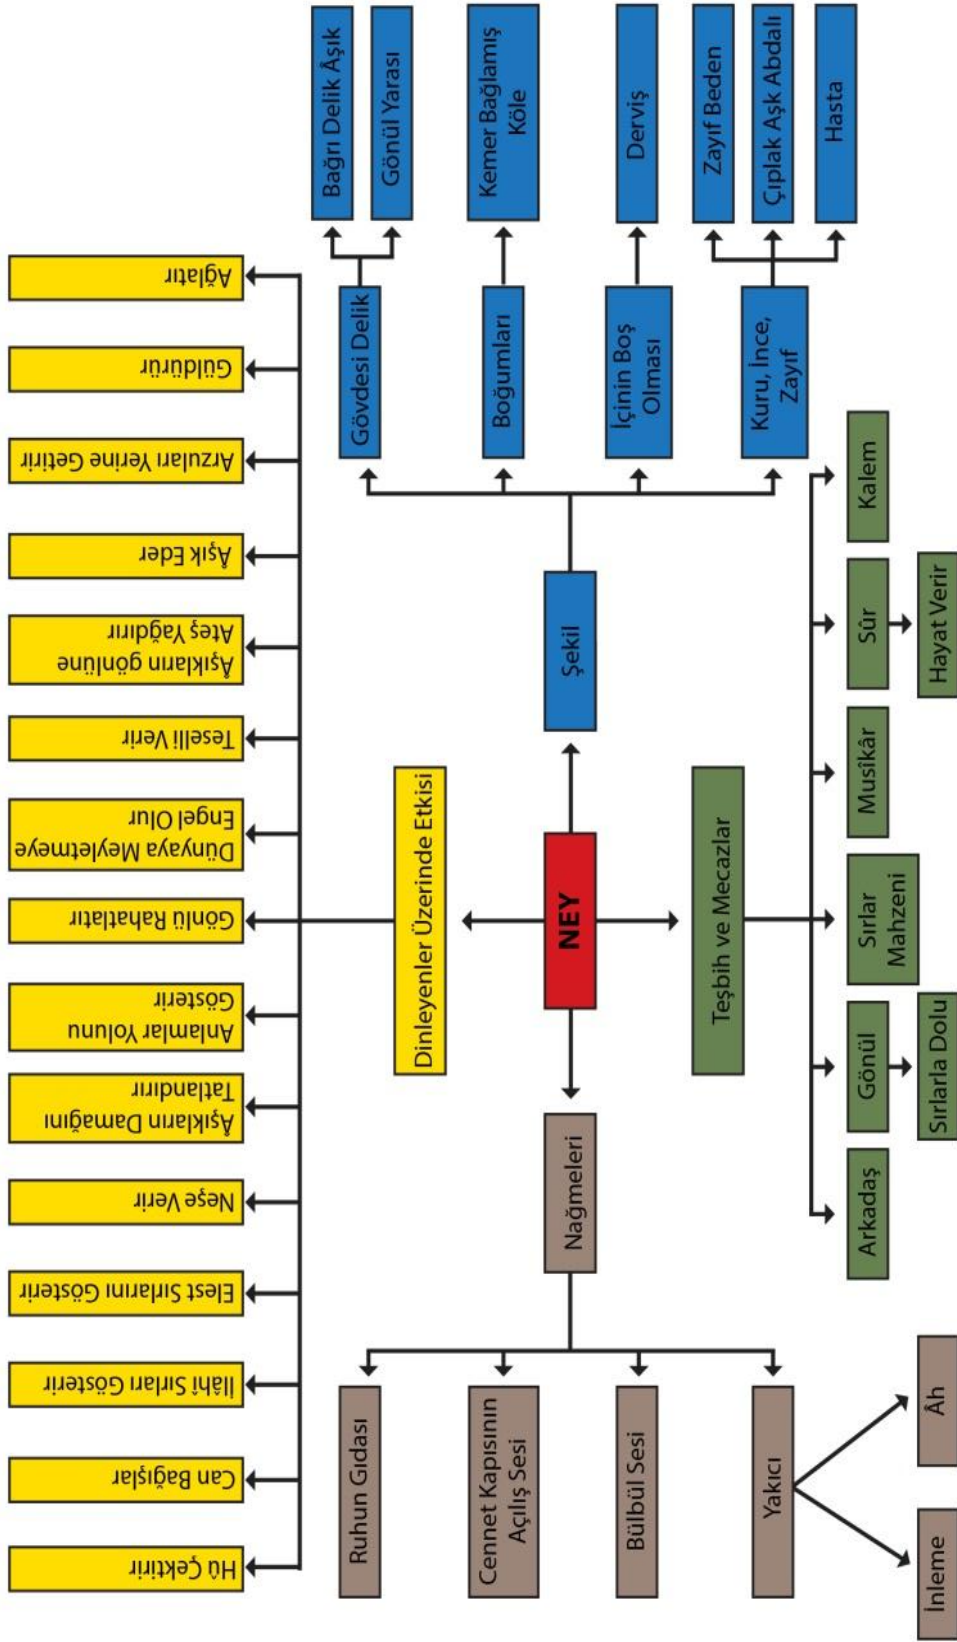 Hû Çektirir
Can Bağışlar
İlâhî Sırları Gösterir
Elest Sırlarını Gösterir
Neşe Verir
Âşıkların Damağını
Tatlandırır
Anlamlar Yolunu
Gösterir
Gönlü Rahatlatır
Dünyaya Meyletmeye
Engel Olur
Teselli Verir
Âşıkların gönlüne
Ateş Yağdırır
Âşık Eder
Arzuları Yerine Getirir
Güldürür
Ağlatır
Dinleyenler Üzerinde Etkisi
NEY
Nağmeleri
Ruhun Gıdası
Cennet Kapısının
Açılış Sesi
Bülbül Sesi
Yakıcı
İnleme
Âh
Şekil
Gövdesi Delik
Bağrı Delik Âşık
Gönül Yarası
Boğumları
Kemer Bağlamış
Köle
İçinin Boş
Olması
Derviş
Kuru, İnce,
Zayıf
Zayıf Beden
Çıplak Aşk Abdalı
Hasta
Teşbih ve Mecazlar
Arkadaş
Gönül
Sırlarla Dolu
Sırlar
Mahzeni
Musîkâr
Sûr
Hayat Verir
Kalem